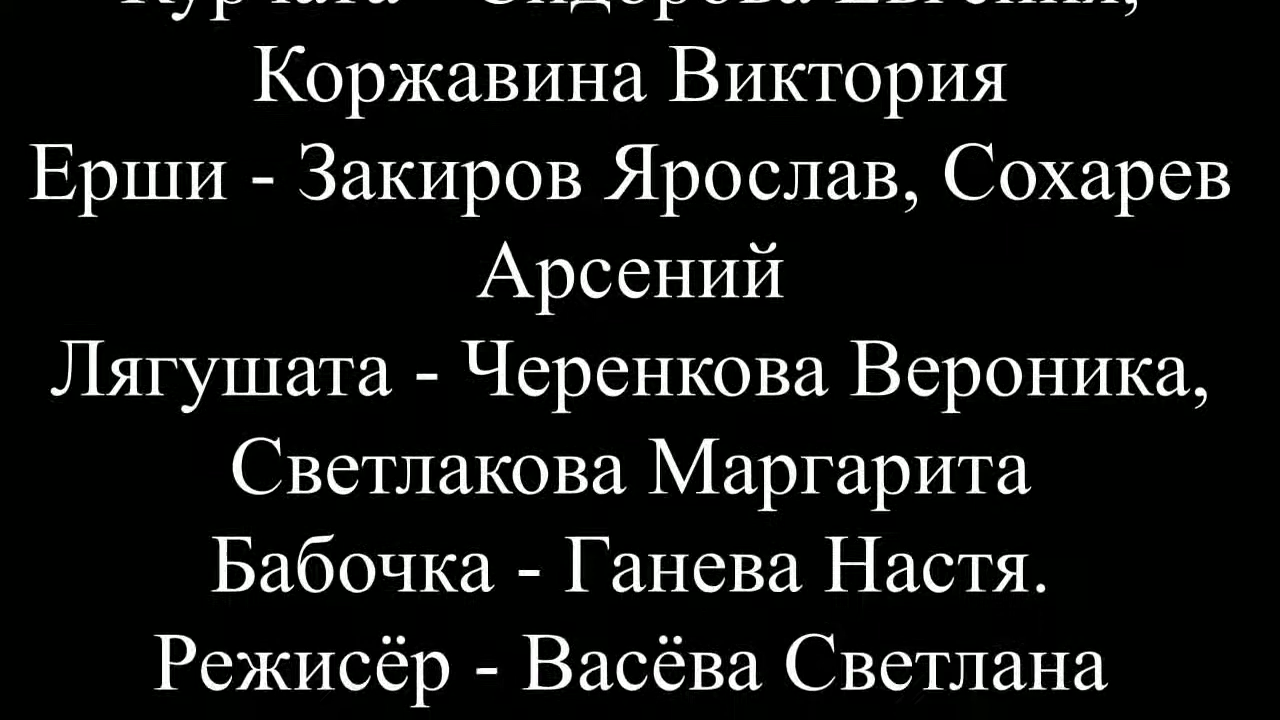 Коржавина Виктория
Ерши - Закиров Ярослав, Сохарев
Арсений
Лягушата - Черенкова Вероника,
Светлакова Маргарита
Бабочка - Ганева Настя.
Режисёр - Васёва Светлана